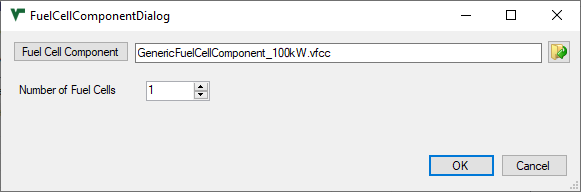 FuelCellComponentDialog
Fuel Cell Component GenericFuelCellComponent_100kW.vfcc
Number of Fuel Cells 1
OK Cancel